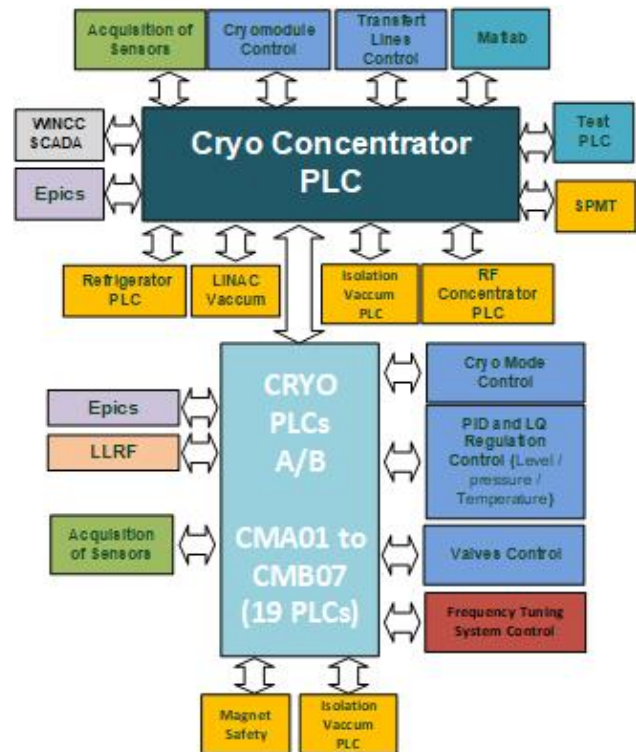 Acquisition of
Sensors
Cryomodule
Control
Transfert
Lines
Control
Matlab
WINCC
SCADA
Cryo Concentrator
PLC
Test
PLC
Epics
SPMT
Refrigerator
PLC
LINAC
Vaccum
Isolation
Vaccum
PLC
RF
Concentrator
PLC
CRYO
PLCs
A/B
CMA01 to
CMB07
(19 PLCs)
Epics
LLRF
Acquisition
of Sensors
Cryo Mode
Control
PID and LQ
Regulation
Control (Level /
pressure /
Temperature)
Valves Control
Frequency Tuning
System Control
Magnet
Safety
Isolation
Vaccum
PLC